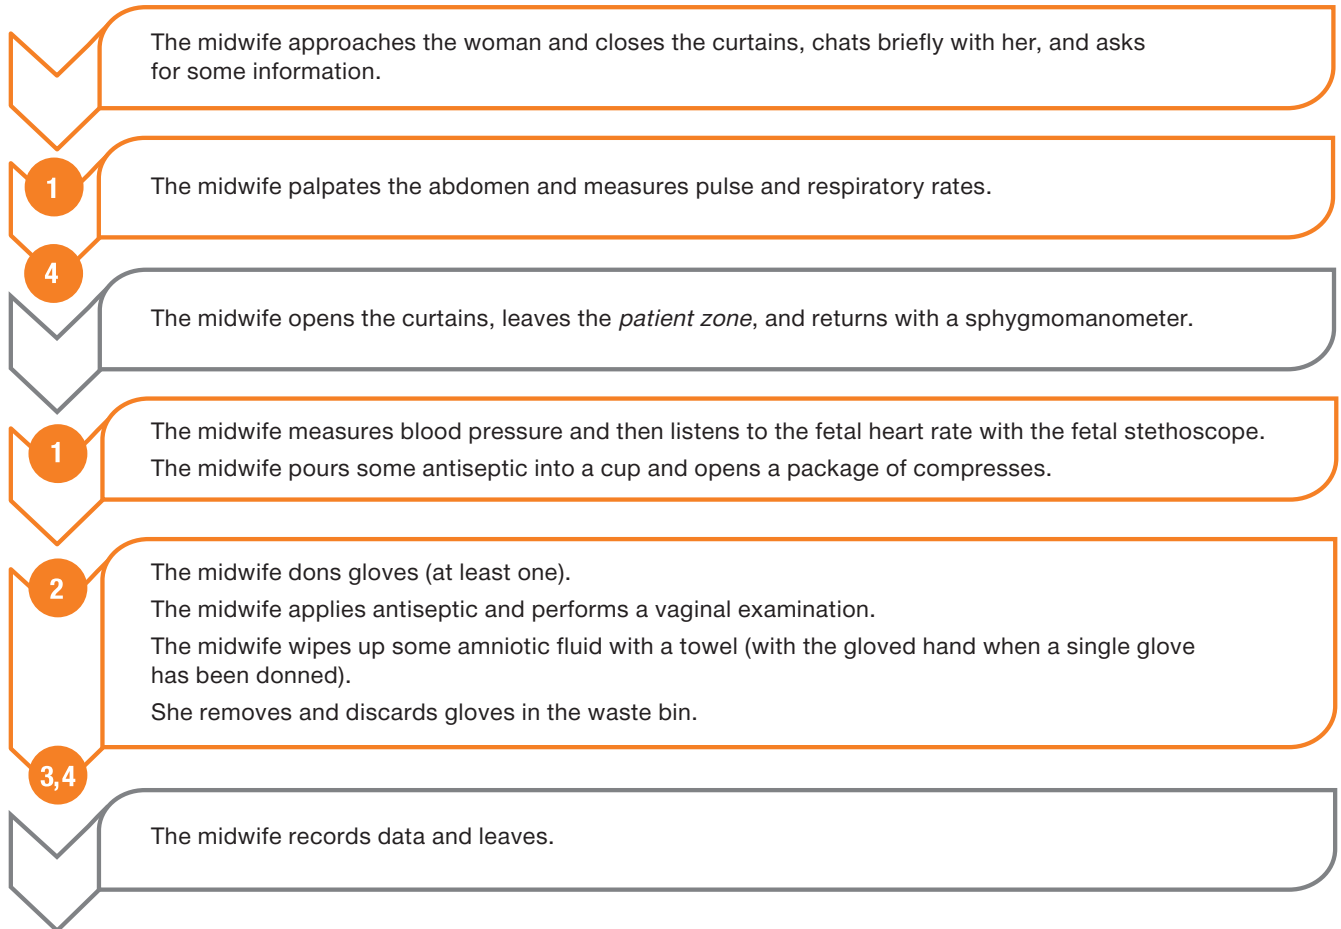 The midwife approaches the woman and closes the curtains, chats briefly with her, and asks
for some information.
1
The midwife palpates the abdomen and measures pulse and respiratory rates.
4
The midwife opens the curtains, leaves the patient zone, and returns with a sphygmomanometer.
1
The midwife measures blood pressure and then listens to the fetal heart rate with the fetal stethoscope.
The midwife pours some antiseptic into a cup and opens a package of compresses.
2
The midwife dons gloves (at least one).
The midwife applies antiseptic and performs a vaginal examination.
The midwife wipes up some amniotic fluid with a towel (with the gloved hand when a single glove
has been donned).
She removes and discards gloves in the waste bin.
3,4
The midwife records data and leaves.